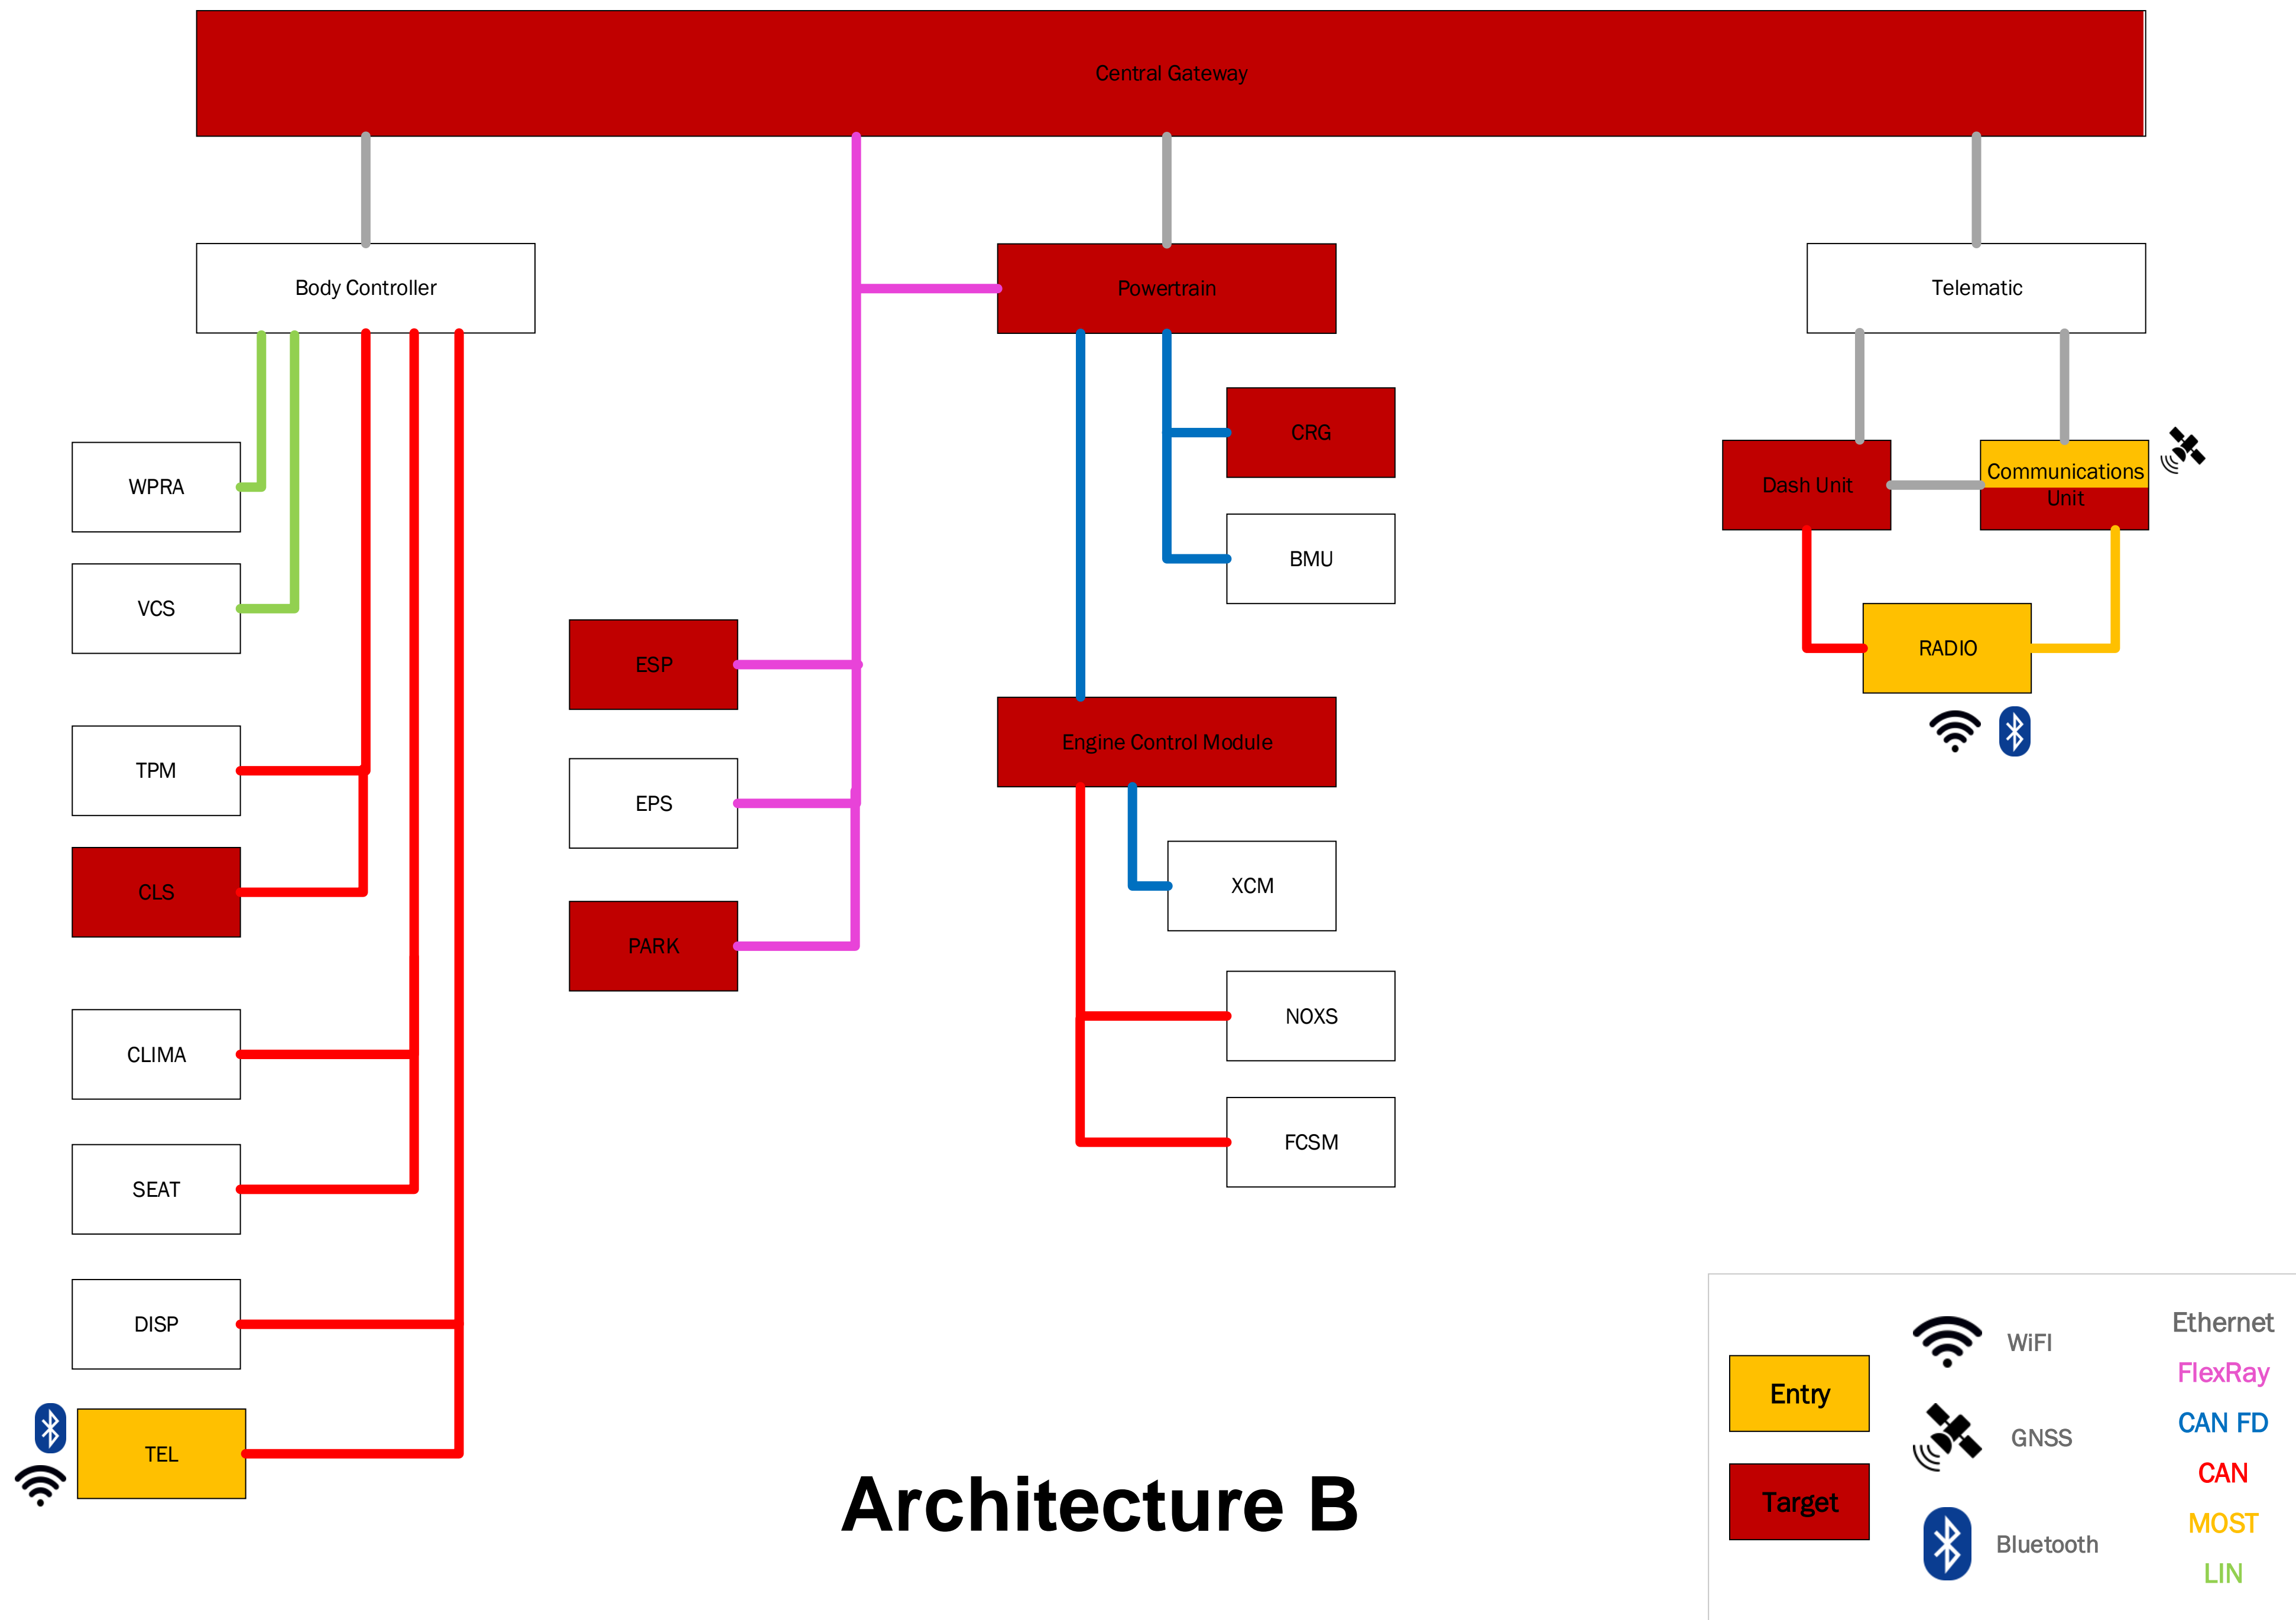 Central Gateway
Body Controller
Powertrain
Telematic
CRG
Dash Unit
Communications
Unit
WPRA
BMU
VCS
ESP
RADIO
Engine Control Module
TPM
EPS
XCM
CLS
PARK
NOXS
CLIMA
FCSM
SEAT
DISP
TEL
Architecture B
Entry
Target
WiFI
GNSS
Bluetooth
Ethernet
FlexRay
CAN FD
CAN
MOST
LIN